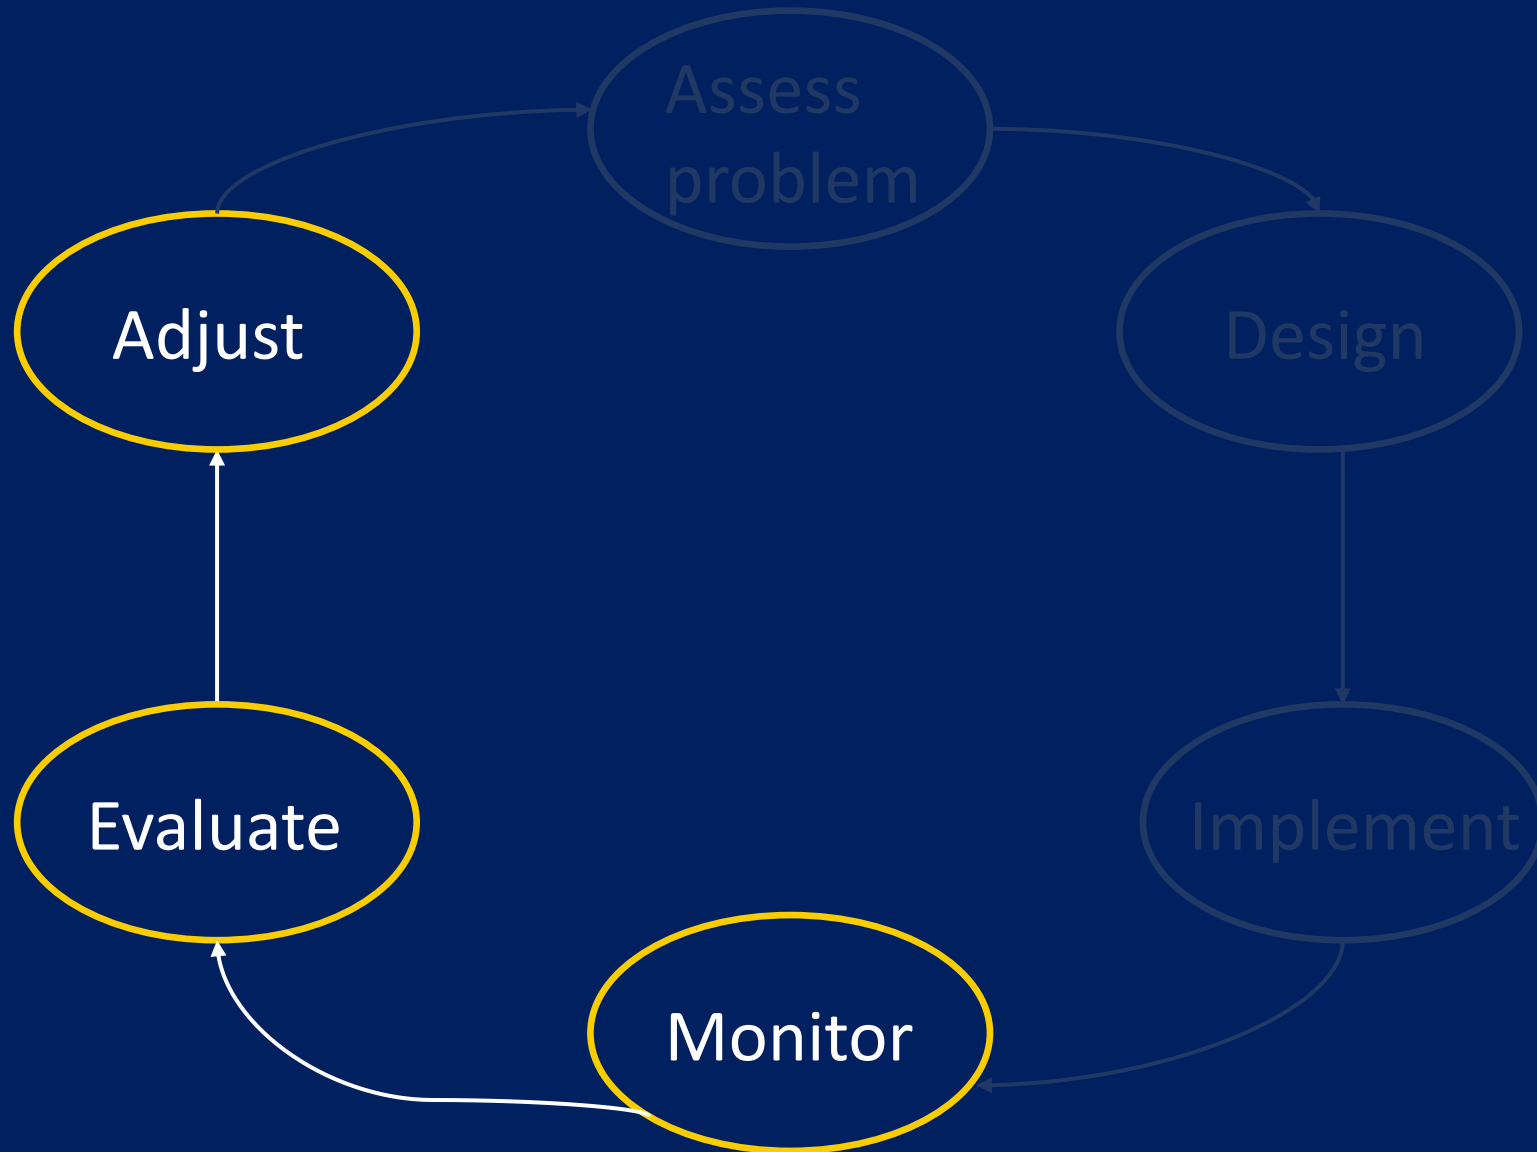 Assess
problem
Adjust
Design
Evaluate
Implement
Monitor